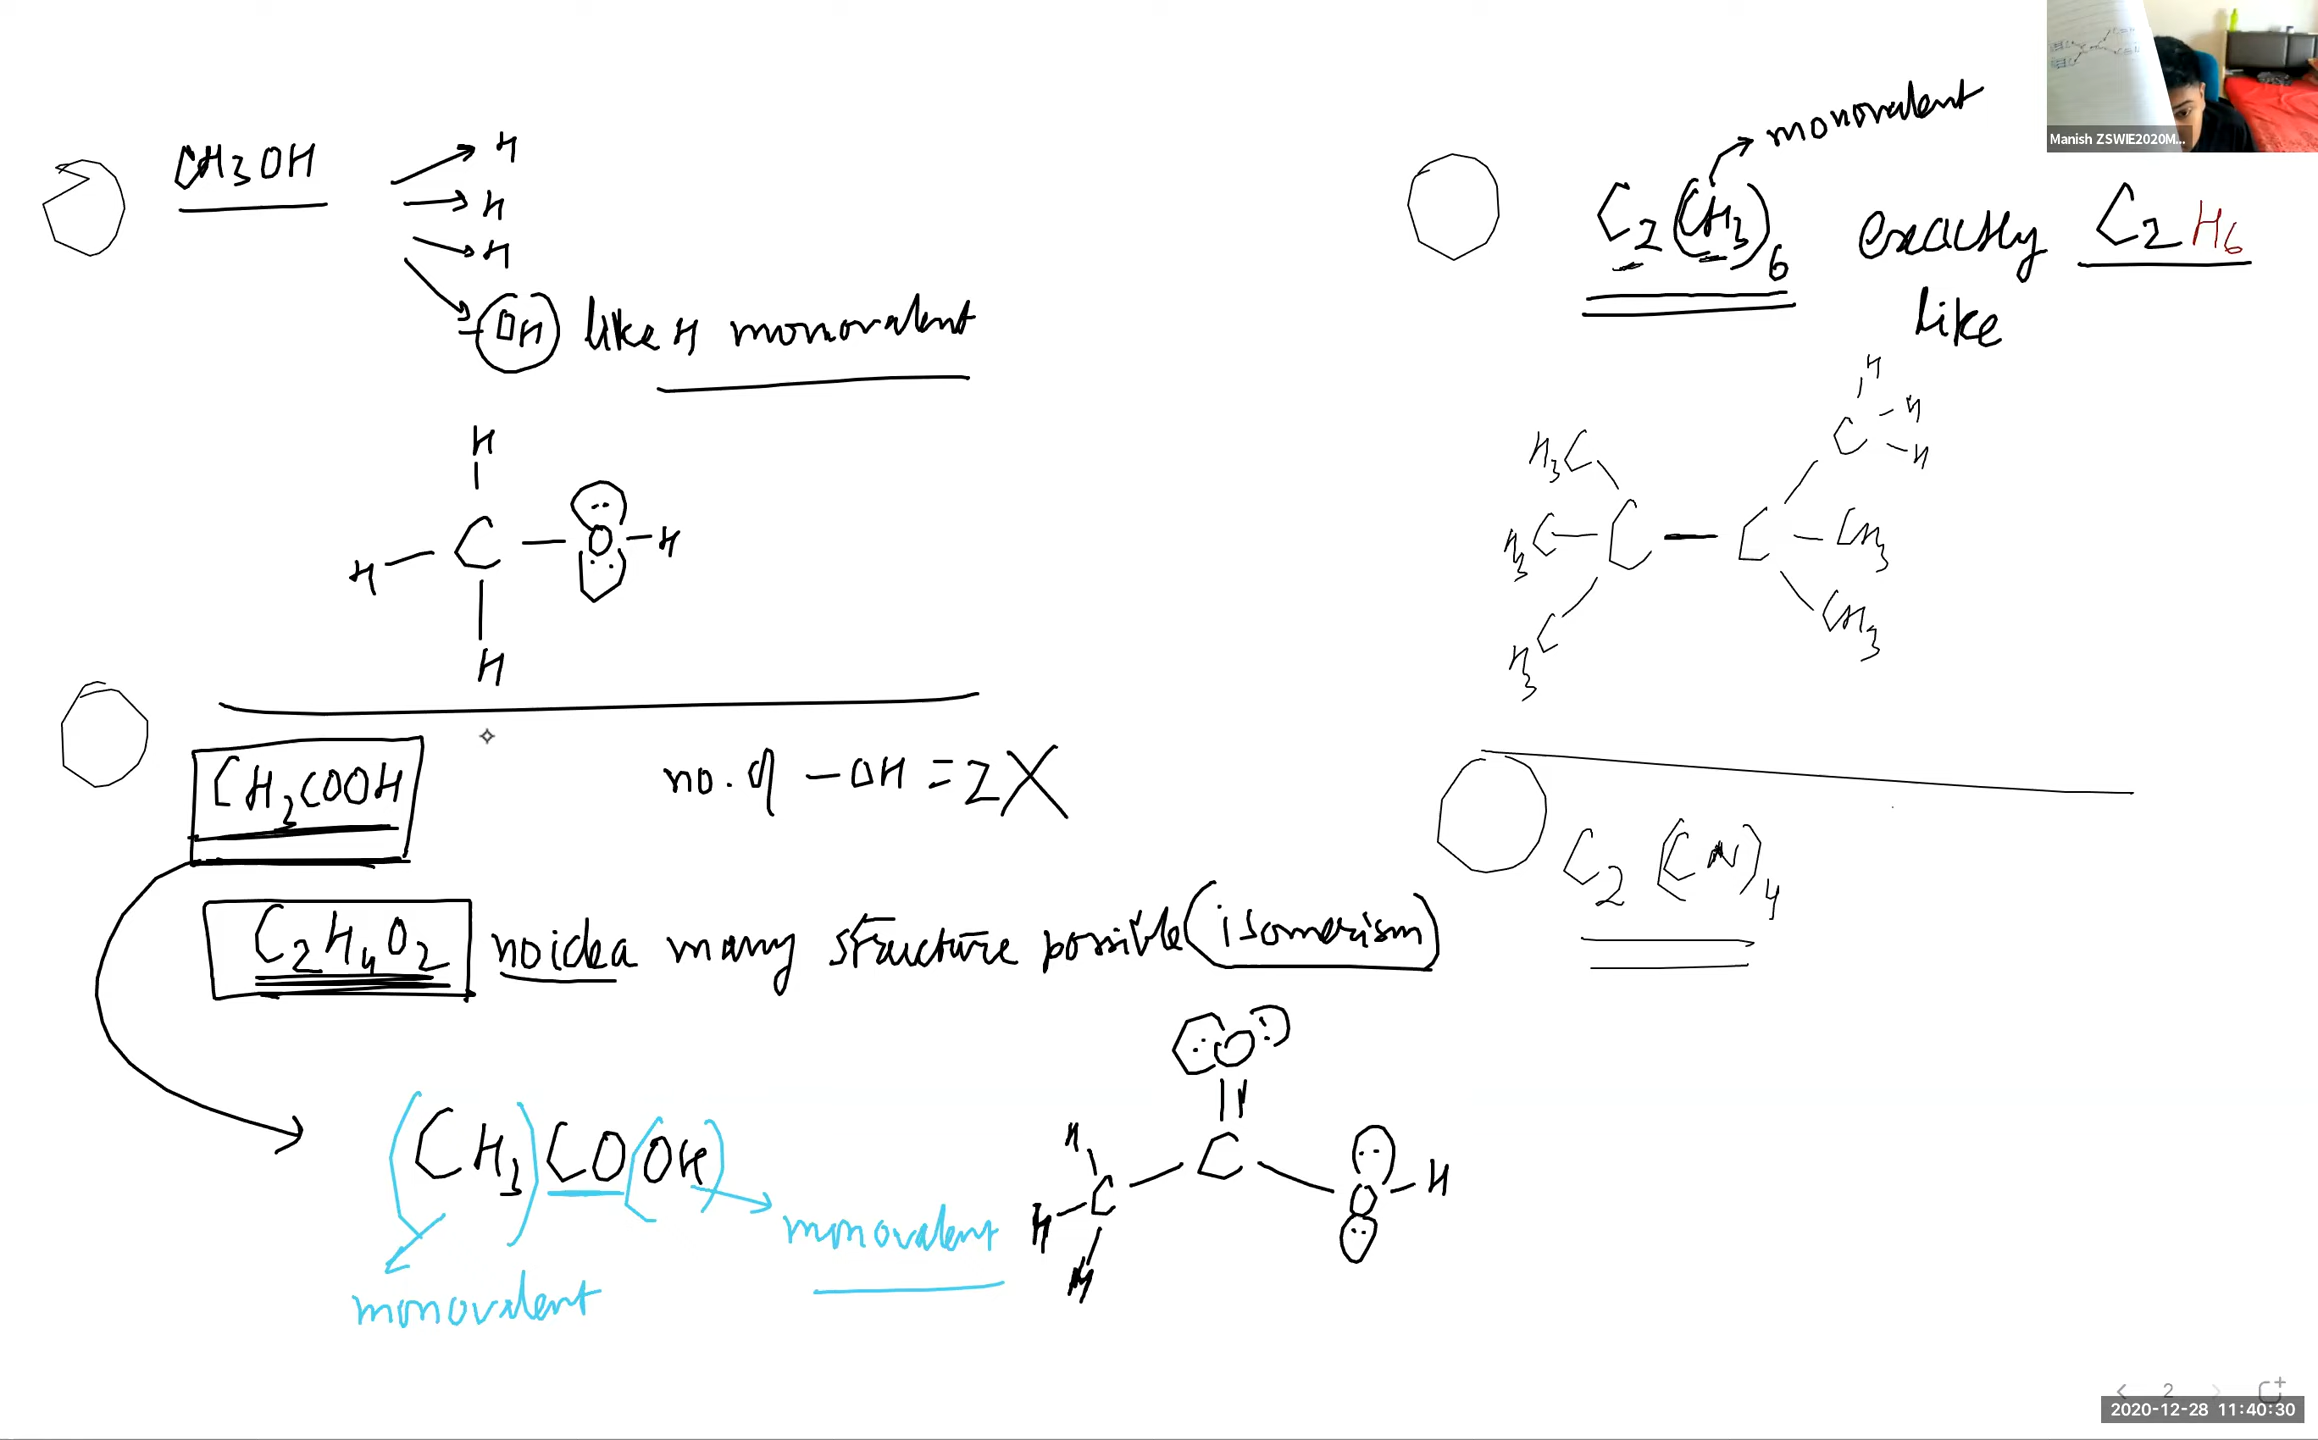 CH3OH
H
H
H
-OH like H monovalent
H
H - C - O - H
H
CH3COOH
no. of - OH = 2 X
C2H4O2 no idea many structure possible (isomerism)
(CH3) CO (OH)
monovalent
monovalent
O
H
C
H C O H
H
monovalent
C2(CH3)6 exactly C2H6
like
H
H3C C H
H
H3C - C - C - CH3
H3C CH3
C2(CN)4
Manish ZSWIE2020M...
2
2020-12-28 11:40:30